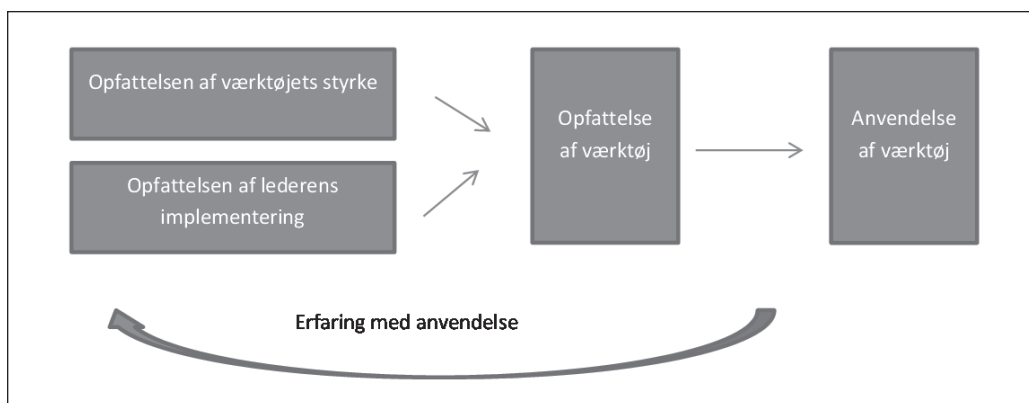 Opfattelsen af værktøjets styrke
Opfattelsen af lederens
implementering
Opfattelse
af værktøj
Anvendelse
af værktøj
Erfaring med anvendelse